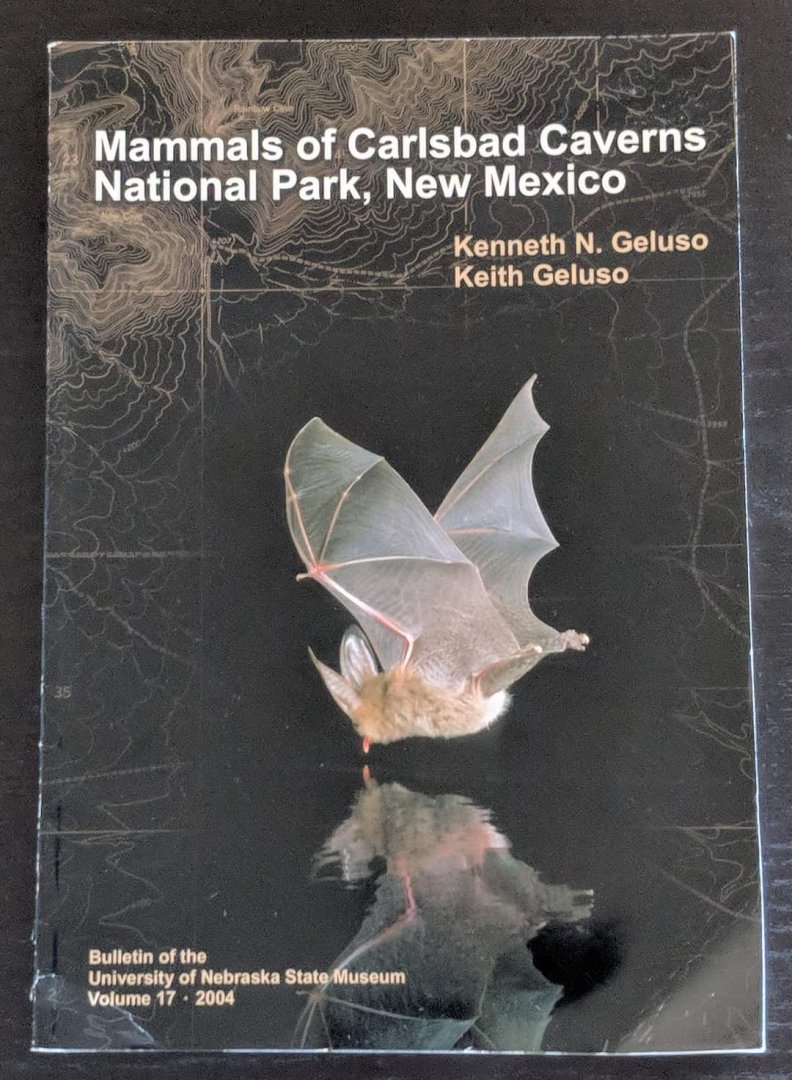 Mammals of Carlsbad Caverns
National Park, New Mexico
Kenneth N. Geluso
Keith Geluso
35
Bulletin of the
University of Nebraska State Museum
Volume 17 · 2004